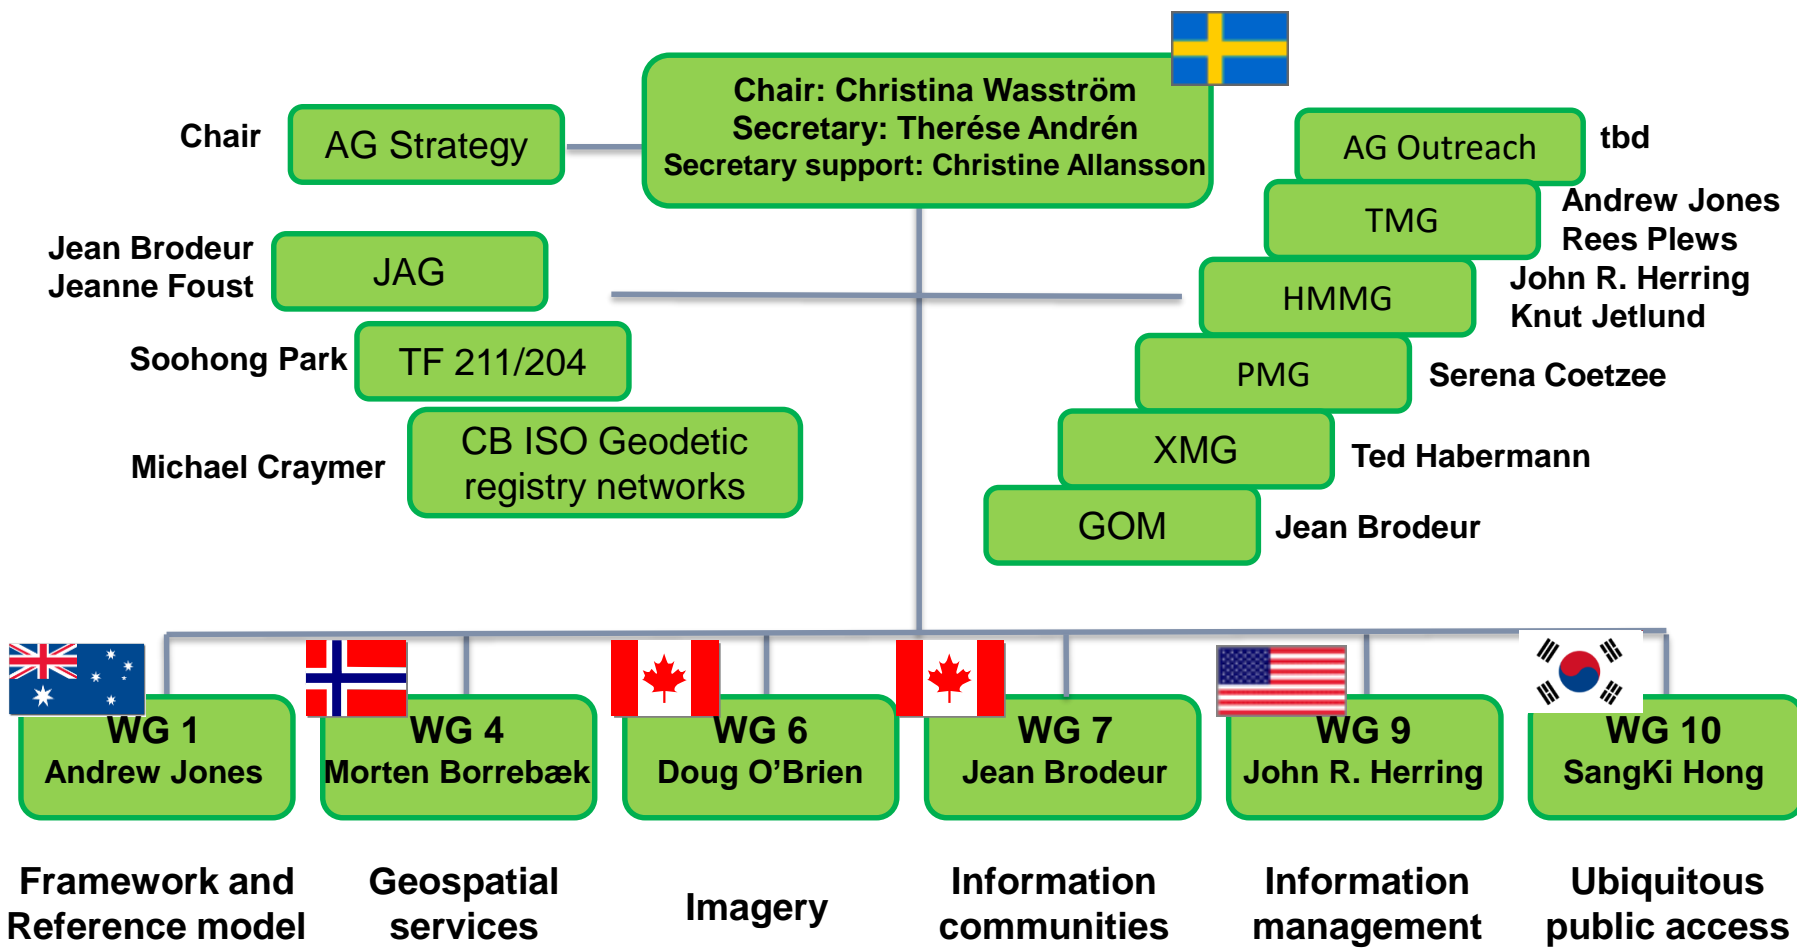 Chair: Christina Wasström
Secretary: Therése Andrén
Secretary support: Christine Allansson
Chair
AG Strategy
Jean Brodeur
Jeanne Foust
JAG
Soohong Park
TF 211/204
Michael Craymer
CB ISO Geodetic
registry networks
AG Outreach
tbd
TMG
Andrew Jones
Rees Plews
HMMG
John R. Herring
Knut Jetlund
PMG
Serena Coetzee
XMG
Ted Habermann
GOM
Jean Brodeur
WG 1
Andrew Jones
WG 4
Morten Borrebæk
WG 6
Doug O’Brien
WG 7
Jean Brodeur
WG 9
John R. Herring
WG 10
SangKi Hong
Framework and
Reference model
Geospatial
services
Imagery
Information
communities
Information
management
Ubiquitous
public access